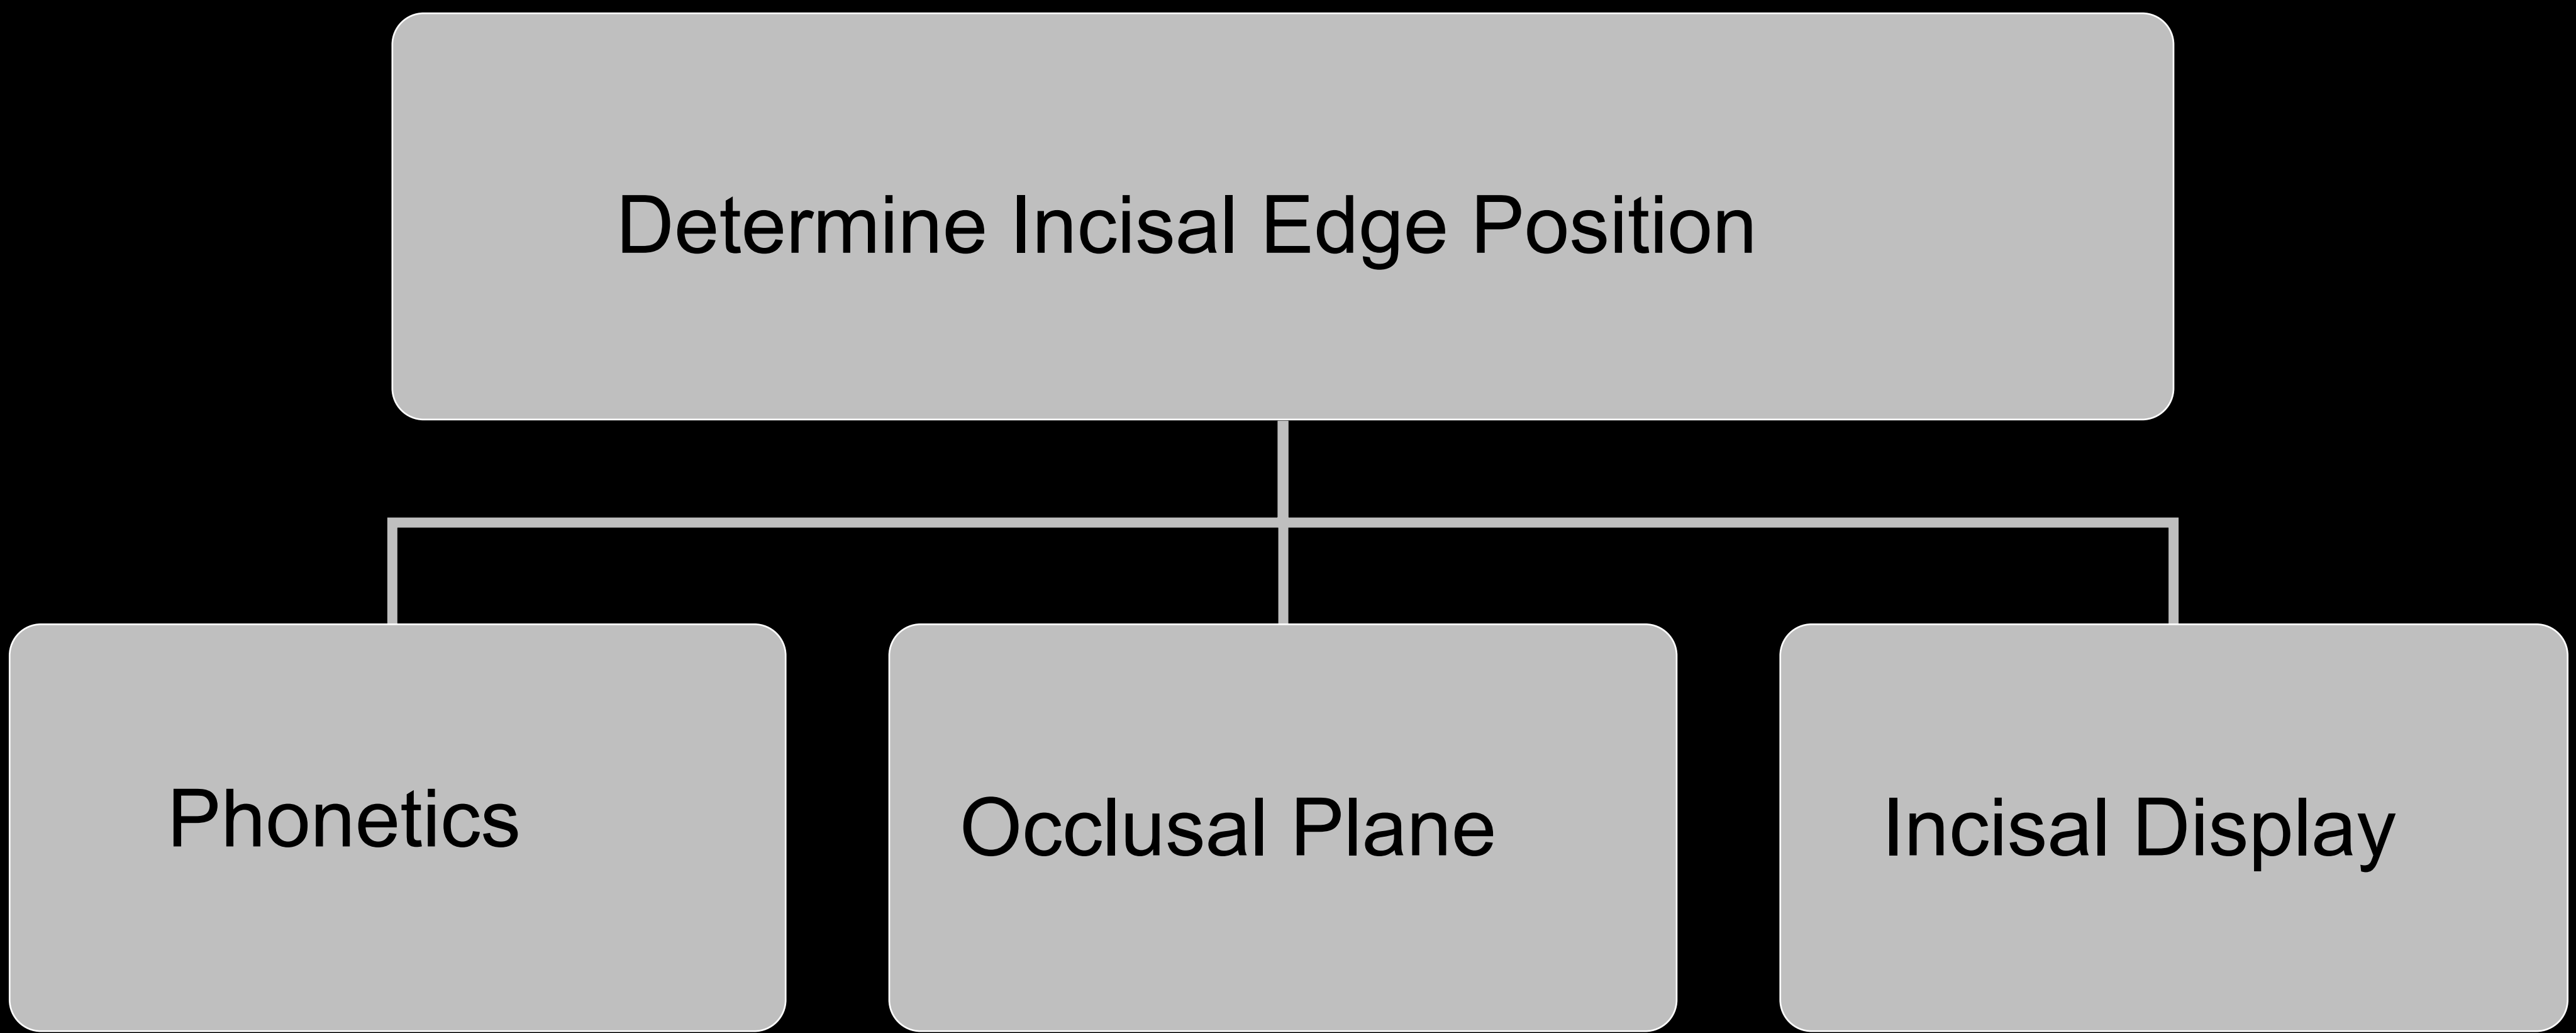 Determine Incisal Edge Position
Phonetics
Occlusal Plane
Incisal Display